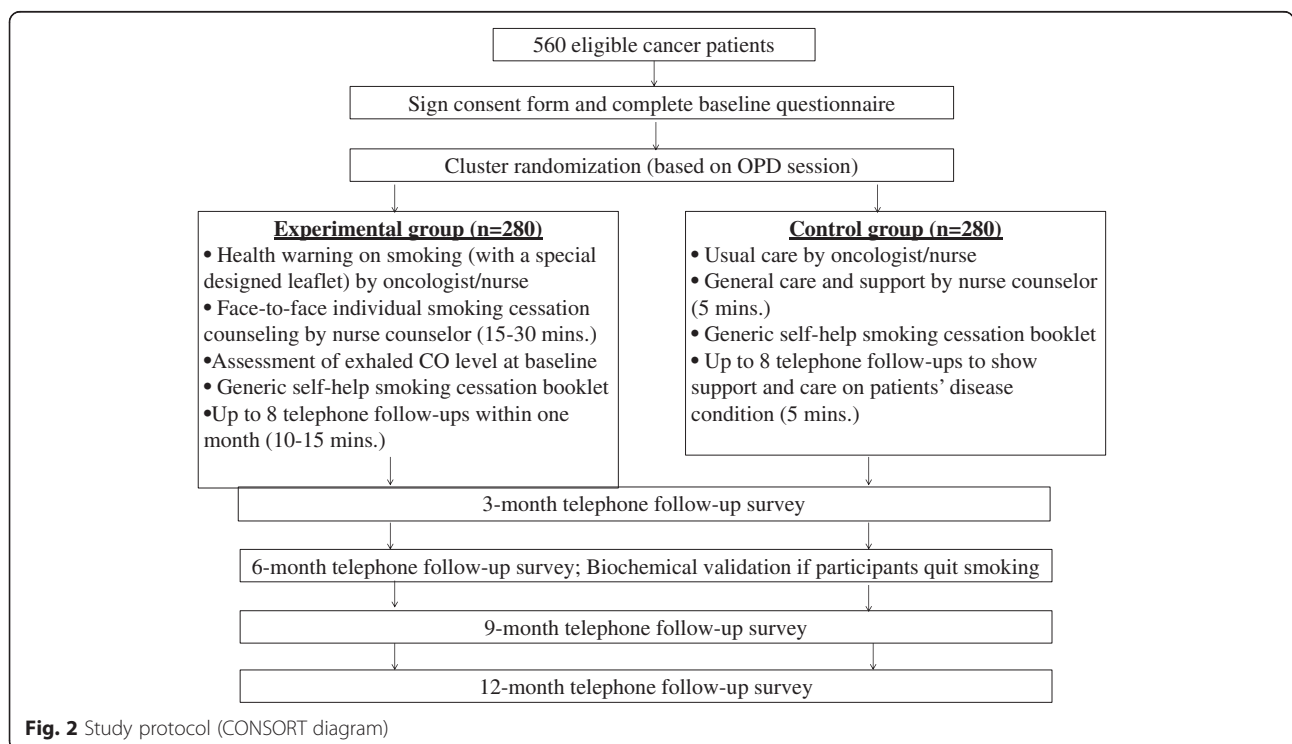 560 eligible cancer patients
Sign consent form and complete baseline questionnaire
Cluster randomization (based on OPD session)
Experimental group (n=280)
• Health warning on smoking (with a special
designed leaflet) by oncologist/nurse
• Face-to-face individual smoking cessation
counseling by nurse counselor (15-30 mins.)
•Assessment of exhaled CO level at baseline
• Generic self-help smoking cessation booklet
•Up to 8 telephone follow-ups within one
month (10-15 mins.)
Control group (n=280)
• Usual care by oncologist/nurse
• General care and support by nurse counselor
(5 mins.)
• Generic self-help smoking cessation booklet
• Up to 8 telephone follow-ups to show
support and care on patients’ disease
condition (5 mins.)
3-month telephone follow-up survey
6-month telephone follow-up survey; Biochemical validation if participants quit smoking
9-month telephone follow-up survey
12-month telephone follow-up survey
Fig. 2 Study protocol (CONSORT diagram)